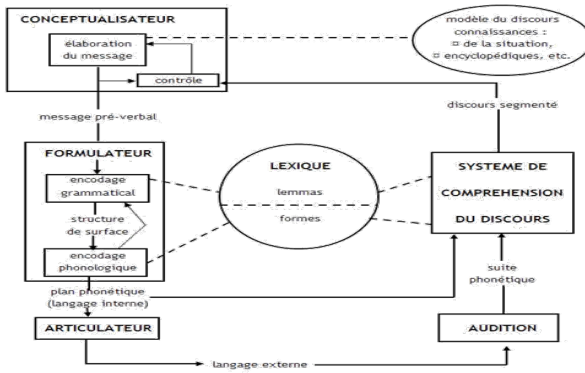 CONCEPTUALISATEUR
élaboration
du message
contrôle
modèle du discours
connaissances :
¤ de la situation,
¤ encyclopédiques, etc.
message pré-verbal
discours segmenté
FORMULATEUR
encodage
grammatical
structure
de surface
encodage
phonologique
LEXIQUE
lemmas
formes
SYSTEME DE
COMPREHENSION
DU DISCOURS
plan phonétique
(langage interne)
suite
phonétique
ARTICULATEUR
AUDITION
langage externe